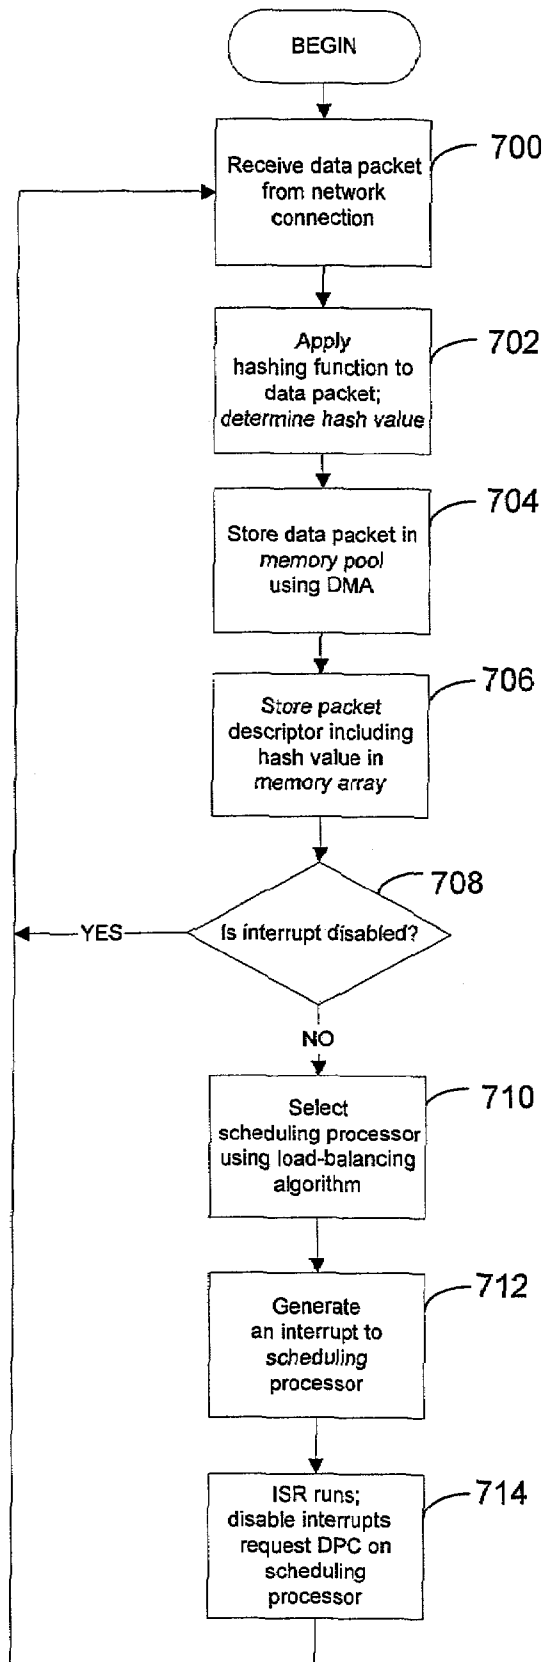 BEGIN
700
Receive data packet
from network
connection
702
Apply
hashing function to
data packet;
determine hash value
704
Store data packet in
memory pool
using DMA
706
Store packet
descriptor including
hash value in
memory array
708
Is interrupt disabled?
YES
NO
710
Select
scheduling processor
using load-balancing
algorithm
712
Generate
an interrupt to
scheduling
processor
714
ISR runs;
disable interrupts
request DPC on
scheduling
processor